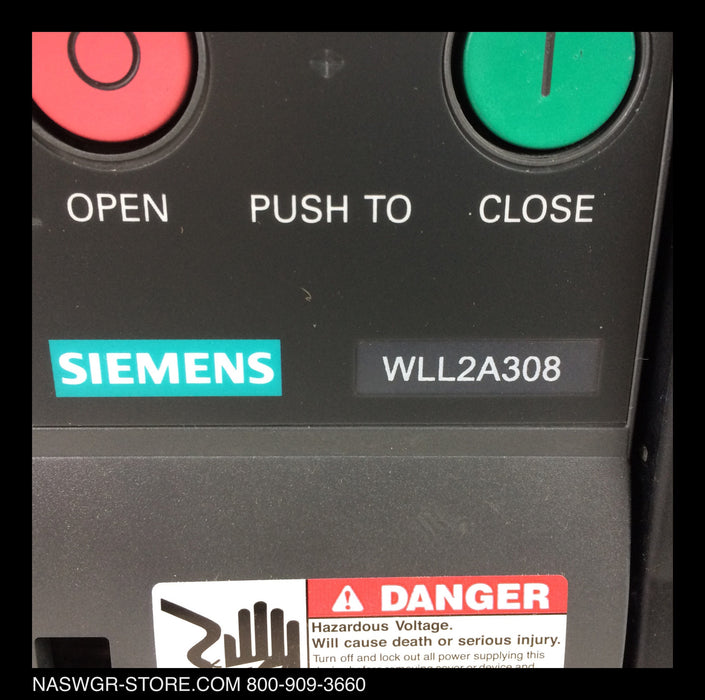 OPEN PUSH TO CLOSE
SIEMENS WLL2A308
DANGER
Hazardous Voltage.
Will cause death or serious injury.
Turn off and lock out all power supplying this
NASWGR-STORE.COM 800-909-3660